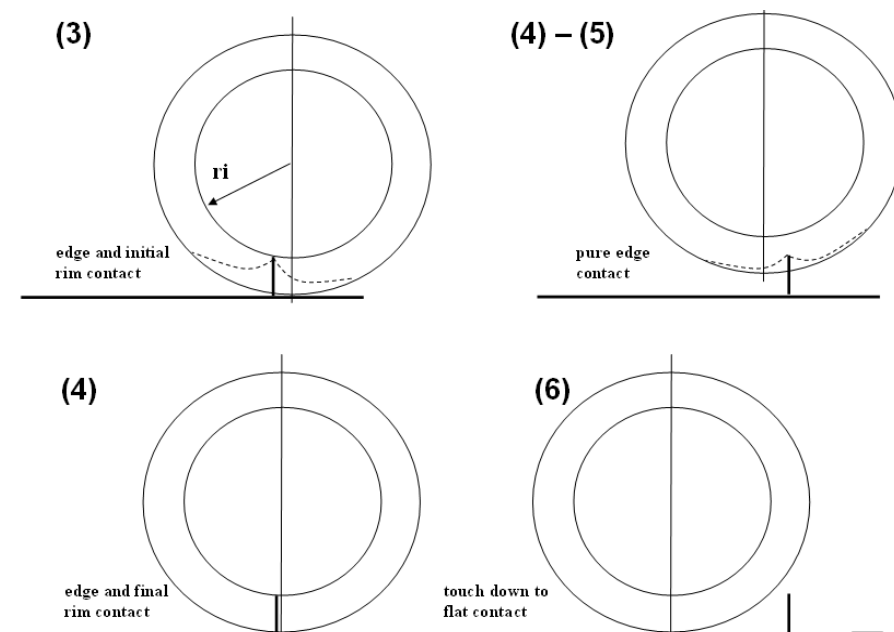 (3)
(4) – (5)
ri
edge and initial
rim contact
pure edge
contact
(4)
(6)
edge and final
rim contact
touch down to
flat contact